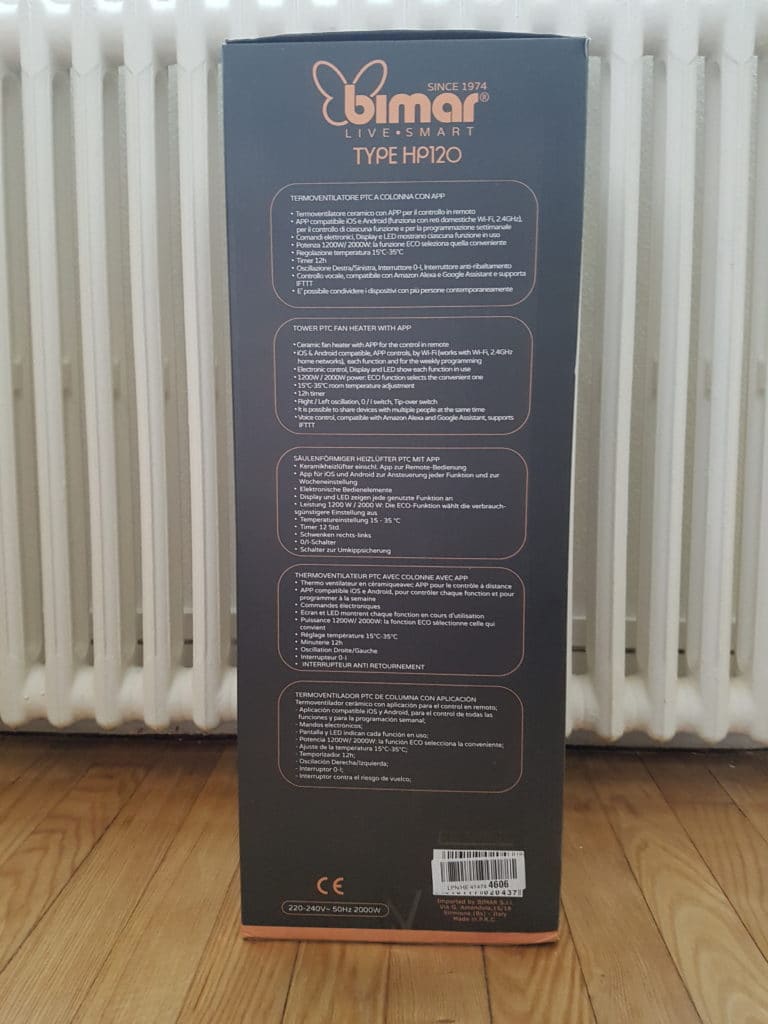 SINCE 1974
bimar®
LIVE • SMART
TYPE HP120
TERMOVENTILATORE PTC A COLONNA CON APP
• Termoventilatore ceramico con APP per il controllo in remoto
• APP compatibile iOS e Android (funziona con reti domestiche Wi-Fi, 2.4GHz),
per il controllo di ciascuna funzione e per la programmazione settimanale
• Comandi elettronici, Display e LED mostrano ciascuna funzione in uso
• Potenza 1200W/ 2000W: la funzione ECO seleziona quella conveniente
• Regolazione temperatura 15°C-35°C
• Timer 12h
• Oscillazione Destra/Sinistra, Interruttore 0-I, Interruttore anti-ribaltamento
• Controllo vocale, compatibile con Amazon Alexa e Google Assistant e supporta
IFTTT
• E' possibile condividere i dispositivi con più persone contemporaneamente
TOWER PTC FAN HEATER WITH APP
• Ceramic fan heater with APP for the control in remote
• iOS & Android compatible, APP controls, by Wi-Fi (works with Wi-Fi, 2.4GHz
home networks), each function and for the weekly programming
• Electronic control, Display and LED show each function in use
• 1200W / 2000W power: ECO function selects the convenient one
• 15°C-35°C room temperature adjustment
• 12h timer
• Right / Left oscillation, 0 / I switch, Tip-over switch
• It is possible to share devices with multiple people at the same time
• Voice control, compatible with Amazon Alexa and Google Assistant, supports
IFTTT
SÄULENFÖRMIGER HEIZLÜFTER PTC MIT APP
• Keramikheizlüfter einschl. App zur Remote-Bedienung
• App für iOS und Android zur Ansteuerung jeder Funktion und zur
Wocheneinstellung
• Elektronische Bedienelemente
• Display und LED zeigen jede genutzte Funktion an
• Leistung 1200 W / 2000 W: Die ECO-Funktion wählt die verbrauch-
sgünstigere Einstellung aus
• Temperatureinstellung 15 - 35 °C
• Timer 12 Std.
• Schwenken rechts-links
• 0/I-Schalter
• Schalter zur Umkippsicherung
THERMOVENTILATEUR PTC AVEC COLONNE AVEC APP
• Thermo ventilateur en céramiqueavec APP pour le contrôle à distance
• APP compatible iOS e Android, pour contrôler chaque fonction et pour
programmer à la semaine
• Commandes électroniques
• Ecran et LED montrent chaque fonction en cours d'utilisation
• Puissance 1200W/ 2000W: la fonction ECO sélectionne celle qui
convient
• Réglage température 15°C-35°C
• Minuterie 12h
• Oscillation Droite/Gauche
• Interrupteur 0-I
• INTERRUPTEUR ANTI RETOURNEMENT
TERMOVENTILADOR PTC DE COLUMNA CON APLICACIÓN
Termoventilador cerámico con aplicación para el control en remoto;
- Aplicación compatible iOS y Android, para el control de todas las
funciones y para la programación semanal;
- Mandos electrónicos;
- Pantalla y LED indican cada función en uso;
- Potencia 1200W/ 2000W: la función ECO selecciona la conveniente;
- Ajuste de la temperatura 15°C-35°C;
- Temporizador 12h;
- Oscilación Derecha/Izquierda;
- Interruptor 0-I;
- Interruptor contra el riesgo de vuelco;
CE
220-240V~ 50Hz 2000W
4606
020437
Imported by BIMAR S.r.l.
Via G. Amendola, 16/18
Sirmione (Bs) - Italy
Made in P.R.C.